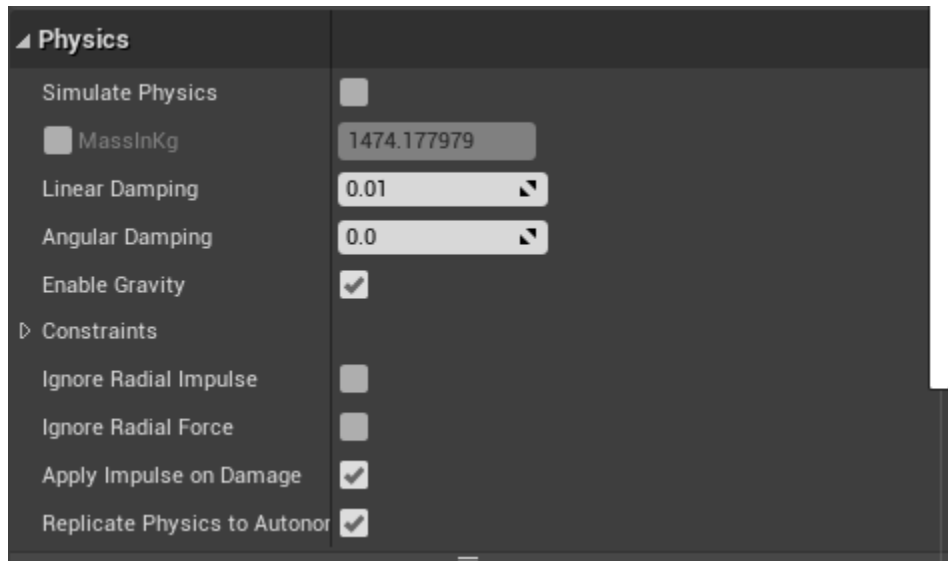 Physics
Simulate Physics
MassInKg 1474.177979
Linear Damping 0.01
Angular Damping 0.0
Enable Gravity
Constraints
Ignore Radial Impulse
Ignore Radial Force
Apply Impulse on Damage
Replicate Physics to Autonor